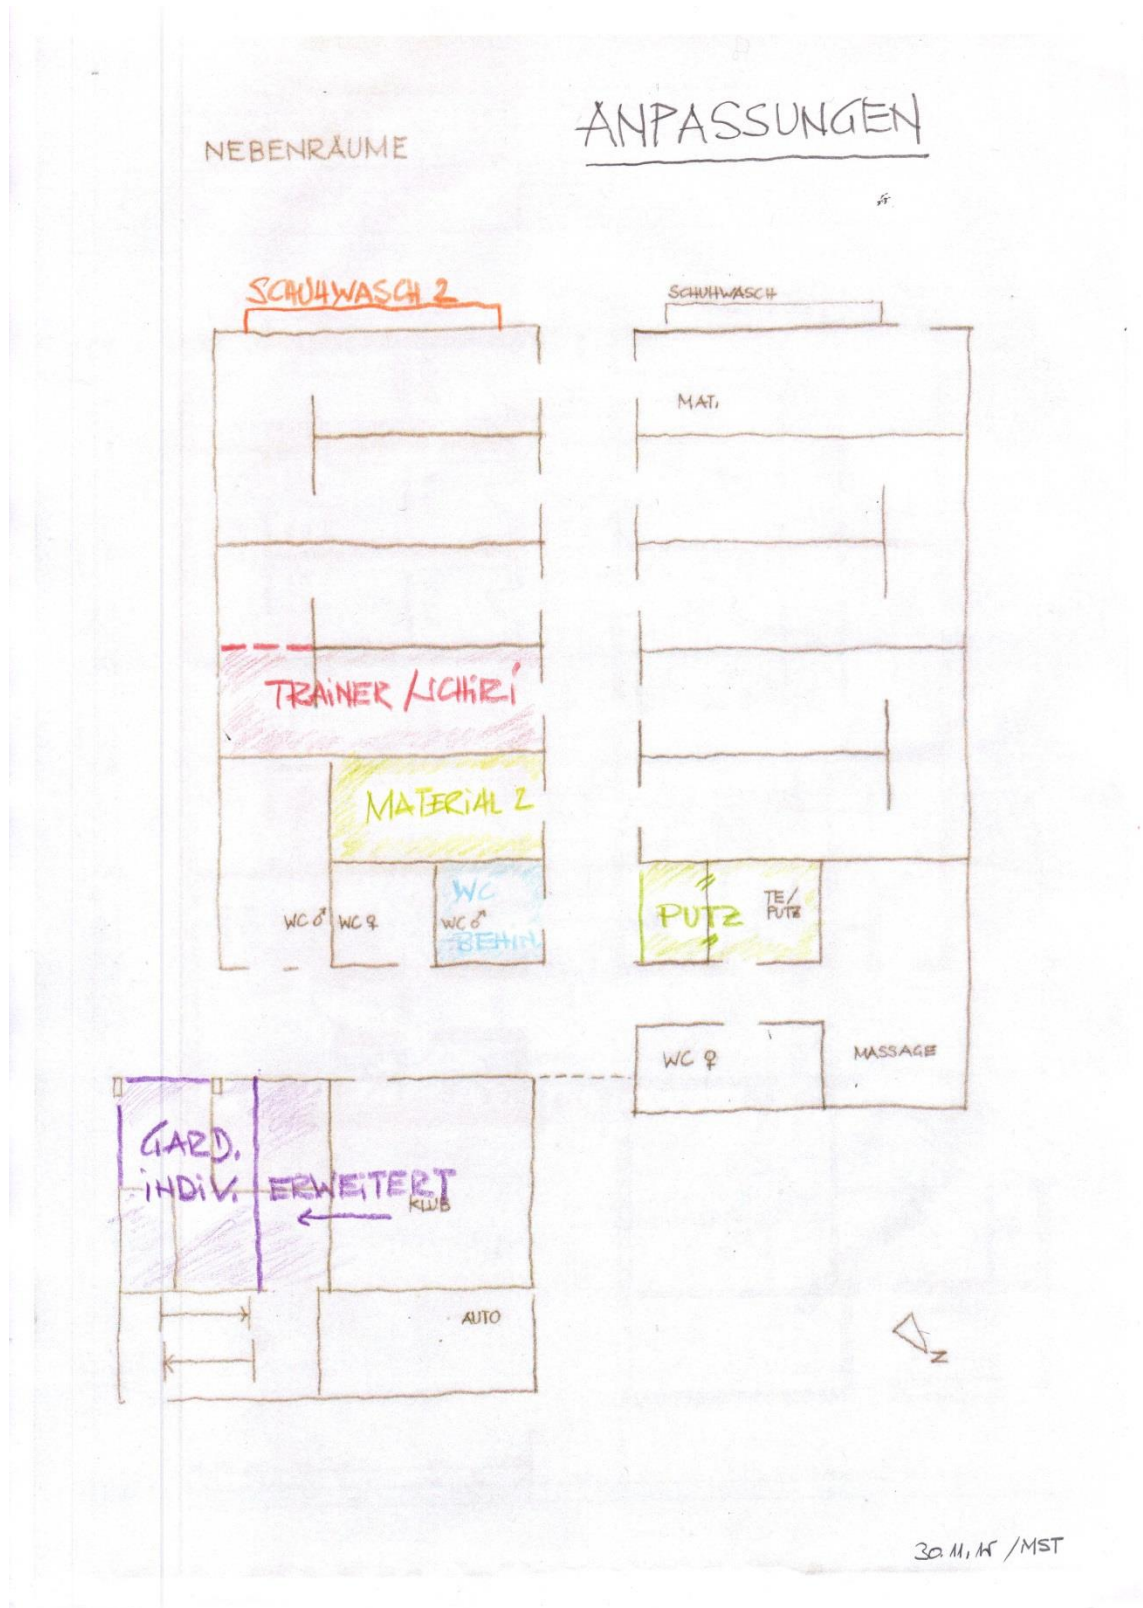 ANPASSUNGEN
NEBENRÄUME
SCHUHWASCH 2
SCHUHWASCH
MAT.
TRAINER / SCHIRI
MATERIAL 2
WC ♂
WC ♀
WC
WC ♂
BEHIN
PUTZ
TE/
PUTZ
WC ♀
MASSAGE
GARD.
INDIV.
ERWEITERT
KLUB
AUTO
N
30.11.15 / MST